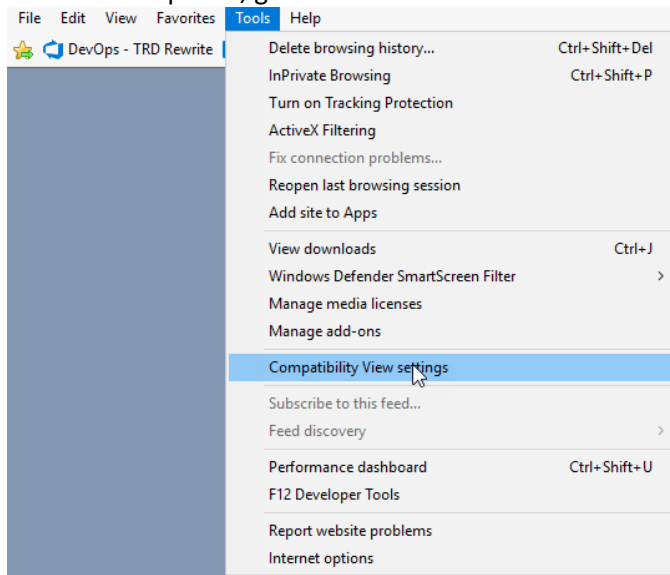 File Edit View Favorites Tools Help
DevOps - TRD Rewrite
Delete browsing history... Ctrl+Shift+Del
InPrivate Browsing Ctrl+Shift+P
Turn on Tracking Protection
ActiveX Filtering
Fix connection problems...
Reopen last browsing session
Add site to Apps
View downloads Ctrl+J
Windows Defender SmartScreen Filter
Manage media licenses
Manage add-ons
Compatibility View settings
Subscribe to this feed...
Feed discovery
Performance dashboard Ctrl+Shift+U
F12 Developer Tools
Report website problems
Internet options